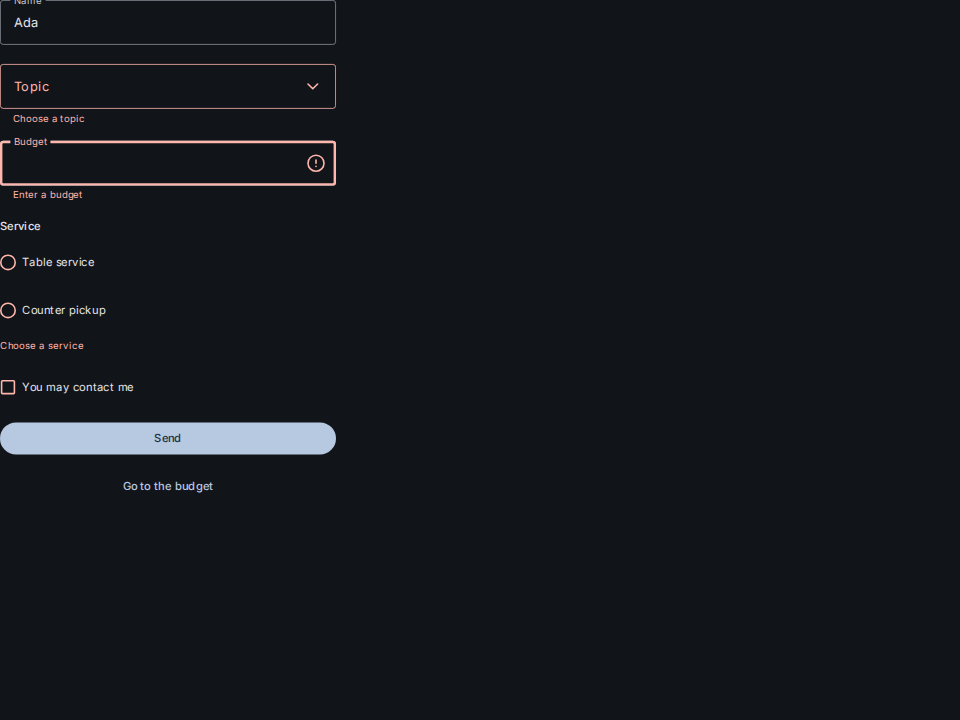 Name
Ada
Topic
Choose a topic
Budget
Enter a budget
Service
Table service
Counter pickup
Choose a service
You may contact me
Send
Go to the budget